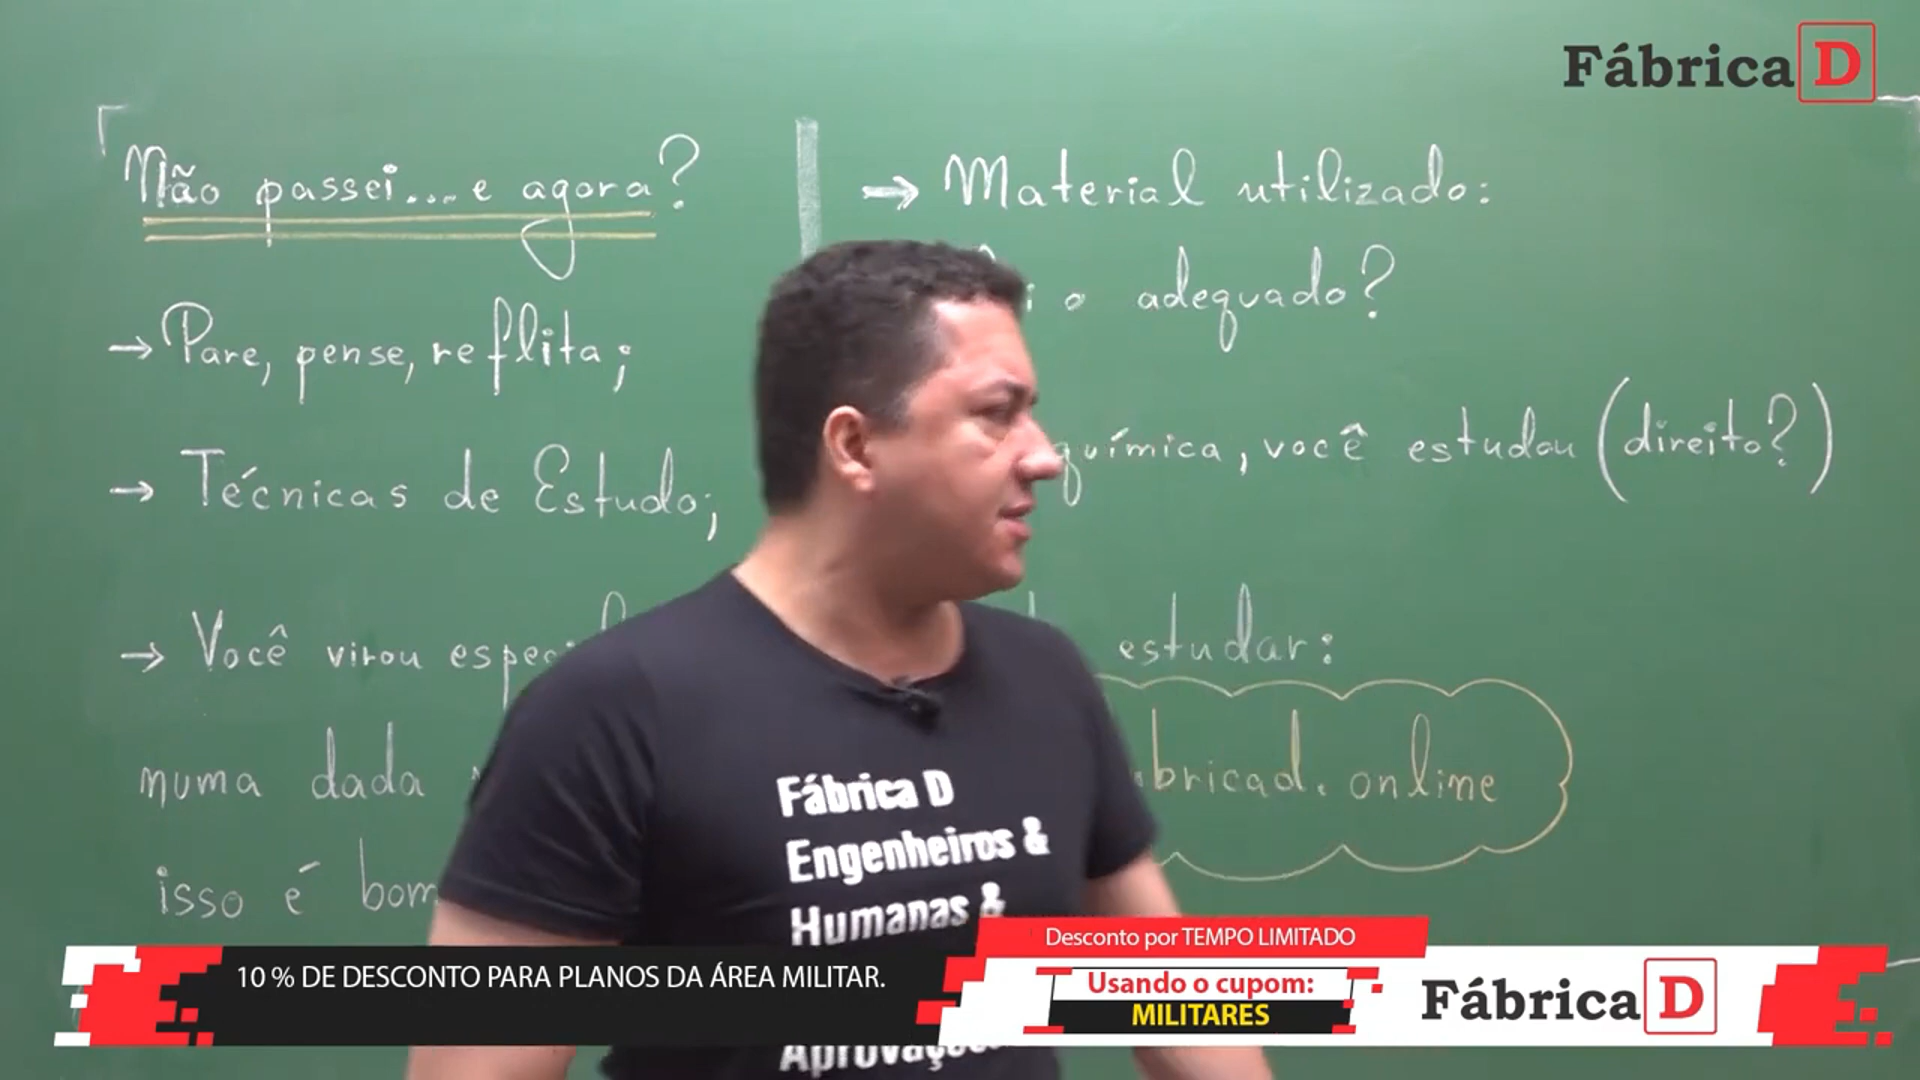 Fábrica D
Não passei... e agora?
→ Pare, pense, reflita;
→ Técnicas de Estudo;
→ Você virou
numa dada
isso é bom
→ Material utilizado:
o adequado?
química, você estudou (direito?)
estudar:
bricad.online
Fábrica D
Engenheiros &
Humanas &
10 % DE DESCONTO PARA PLANOS DA ÁREA MILITAR.
Desconto por TEMPO LIMITADO
Usando o cupom:
MILITARES
Fábrica D